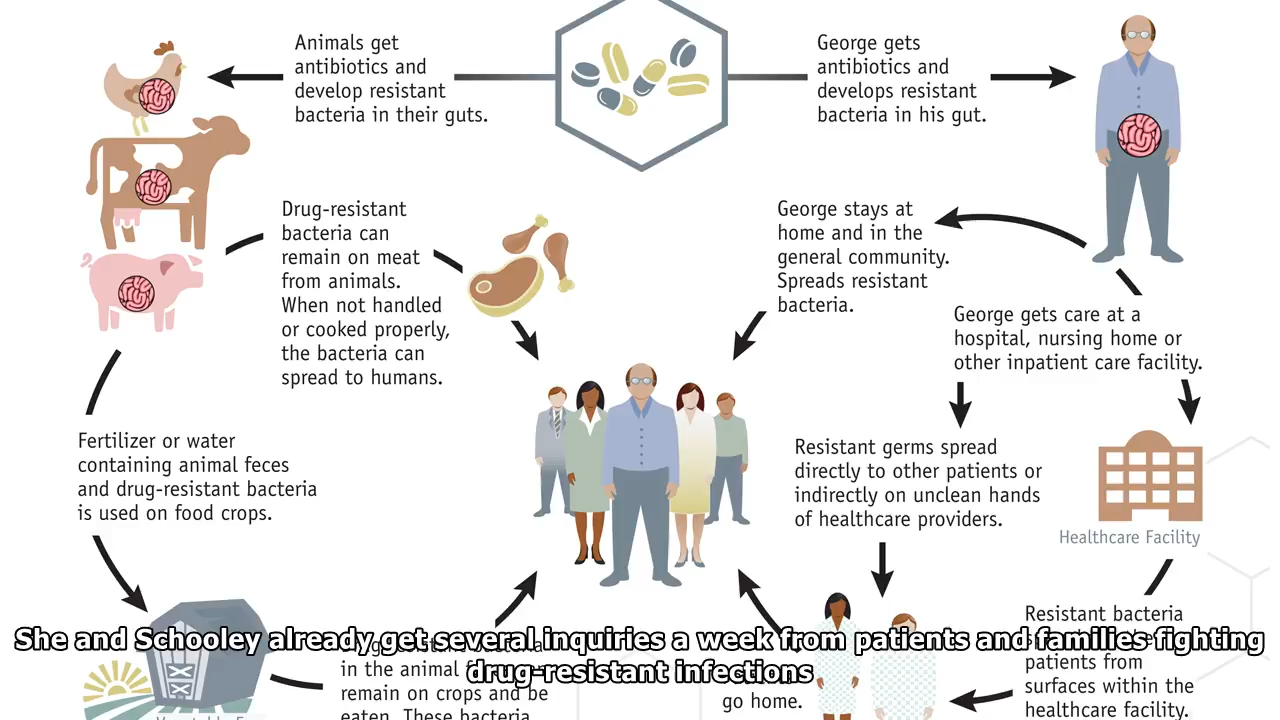 Animals get
antibiotics and
develop resistant
bacteria in their guts.
George gets
antibiotics and
develops resistant
bacteria in his gut.
Drug-resistant
bacteria can
remain on meat
from animals.
When not handled
or cooked properly,
the bacteria can
spread to humans.
George stays at
home and in the
general community.
Spreads resistant
bacteria.
George gets care at a
hospital, nursing home or
other inpatient care facility.
Fertilizer or water
containing animal feces
and drug-resistant bacteria
is used on food crops.
Resistant germs spread
directly to other patients or
indirectly on unclean hands
of healthcare providers.
Healthcare Facility
Resistant bacteria
patients from
surfaces within the
healthcare facility.
in the animal
remain on crops and be
eaten. These bacteria
go home.
She and Schooley already get several inquiries a week from patients and families fighting
drug-resistant infections